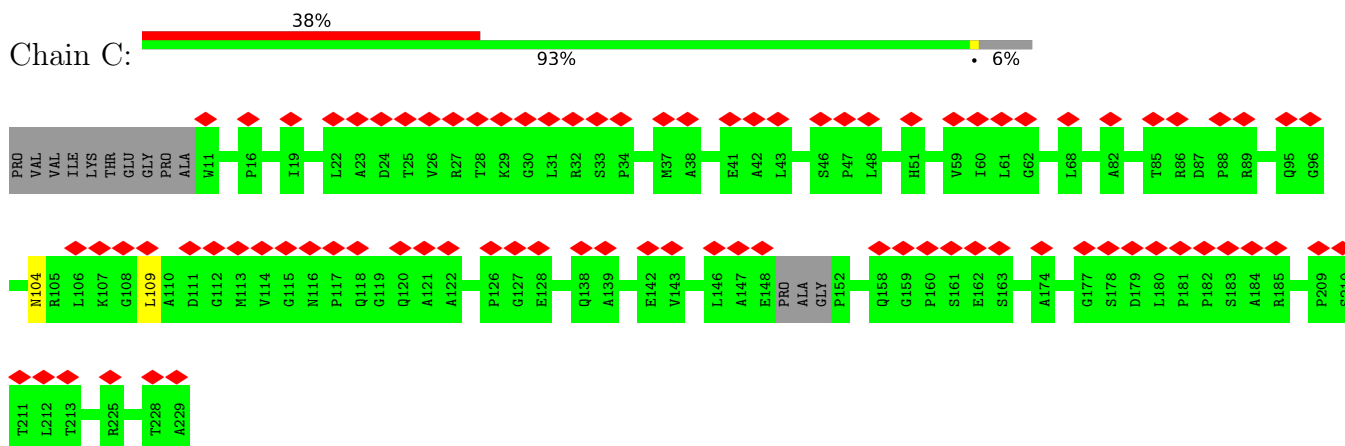 38%
Chain C:
93% • 6%
PRO VAL VAL ILE LYS THR GLU GLY PRO ALA W11 P16 I19 L22 A23 D24 T25 V26 R27 T28 K29 G30 L31 R32 S33 P34 M37 A38 E41 A42 L43 S46 P47 L48 H51 V59 I60 L61 G62 L68 A82 T85 R86 D87 P88 R89 Q95 G96
N104 R105 L106 K107 G108 L109 A110 D111 G112 M113 V114 G115 N116 P117 Q118 G119 Q120 A121 A122 P126 G127 E128 Q138 A139 E142 V143 L146 A147 E148 PRO ALA GLY P152 Q158 G159 P160 S161 E162 S163 A174 G177 S178 D179 L180 P181 P182 S183 A184 R185 P209
T211 L212 T213 R225 T228 A229